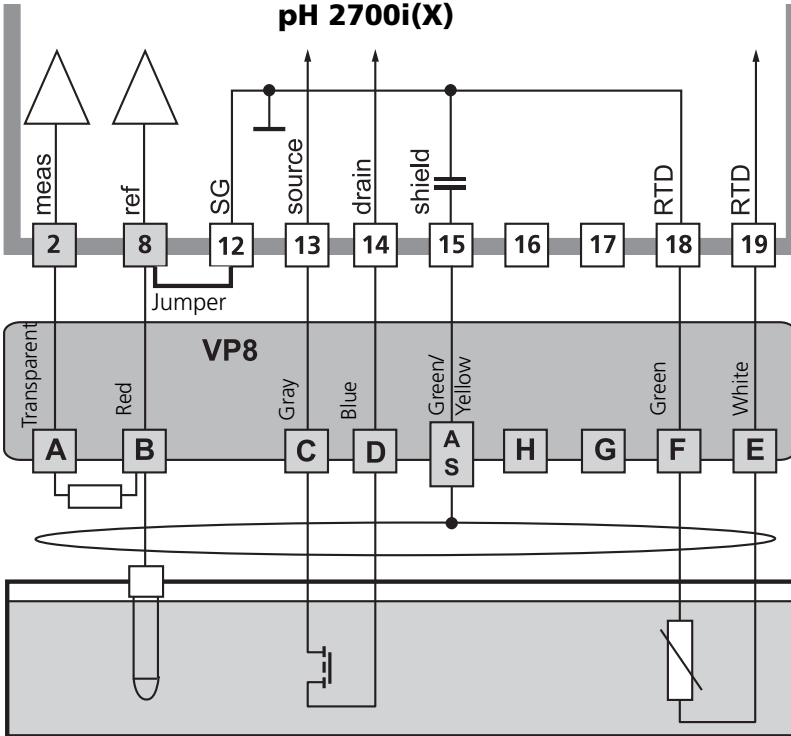 pH 2700i(X)
meas
ref
SG
source
drain
shield
RTD
RTD
2
8
12
13
14
15
16
17
18
19
Jumper
VP8
Transparent
Red
Gray
Blue
Green/
Yellow
Green
White
A
B
C
D
A
S
H
G
F
E